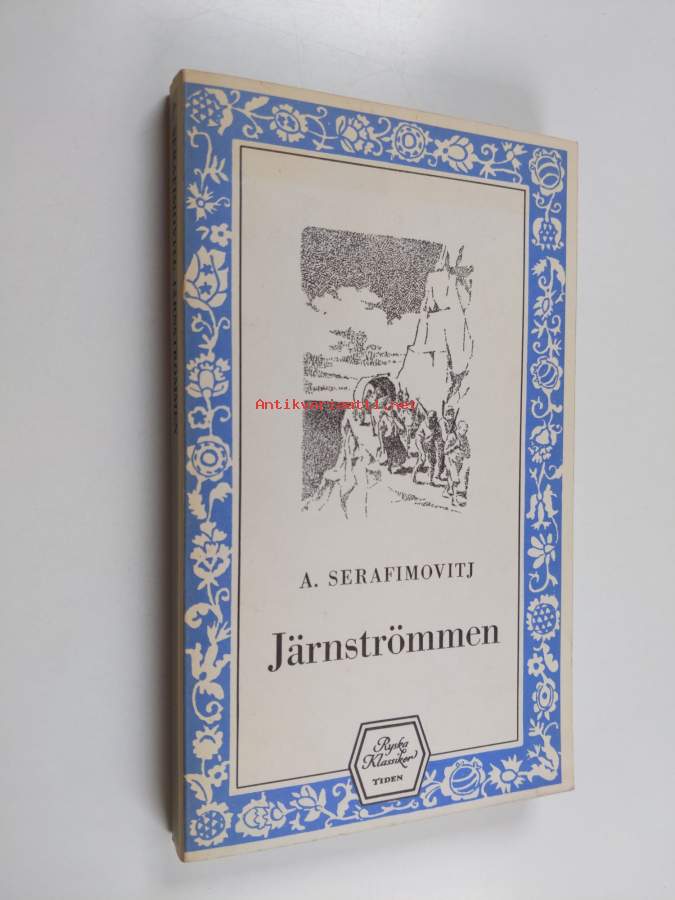 Antikvariaatti.net
A. SERAFIMOVITJ
Järnströmmen
Ryska
Klassiker
TIDEN